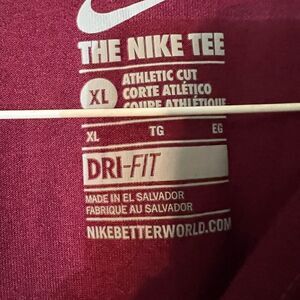 THE NIKE TEE
XL
ATHLETIC CUT
CORTE ATLÉTICO
COUPE ATHLÉTIQUE
XL TG EG
DRI-FIT
MADE IN EL SALVADOR
FABRIQUE AU SALVADOR
NIKEBETTERWORLD.COM